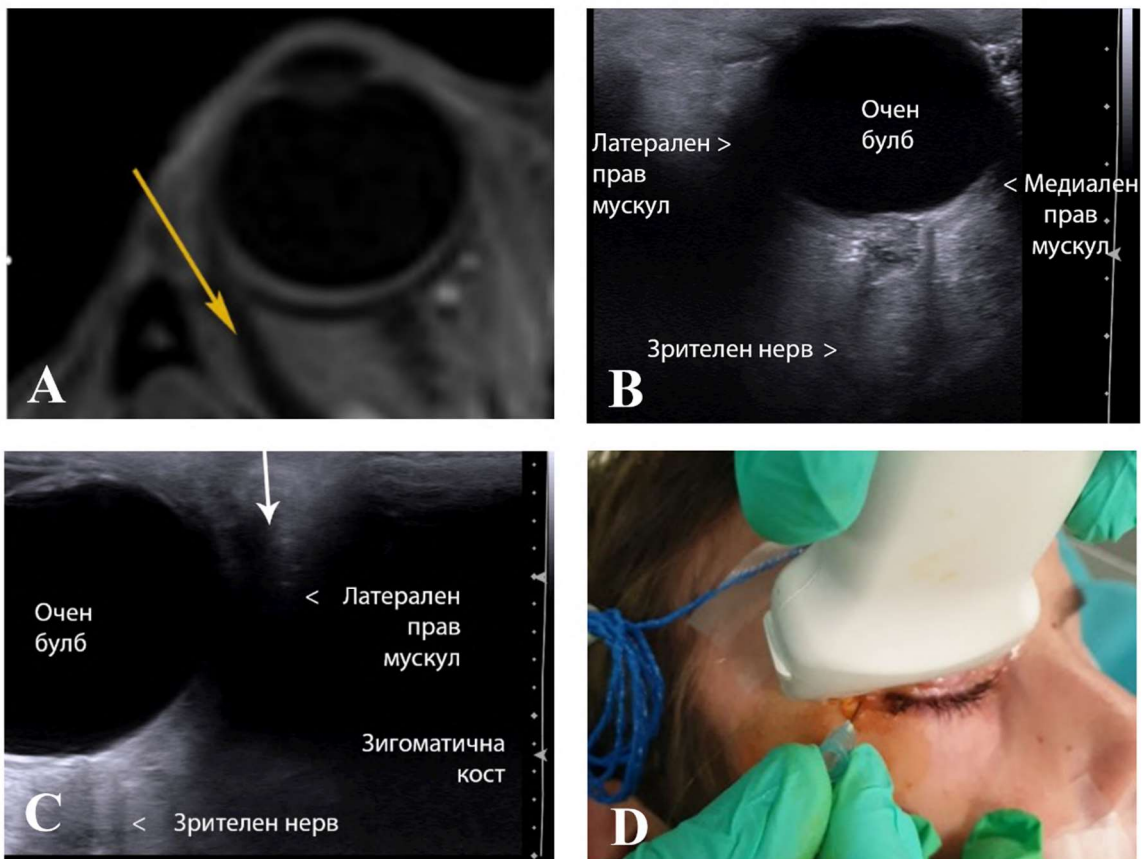 A
Очен
булб
Латерален >
прав
мускул
< Медиален
прав
мускул
Зрителен нерв >
B
Очен
булб
< Латерален
прав
мускул
Зигоматична
кост
< Зрителен нерв
C
D